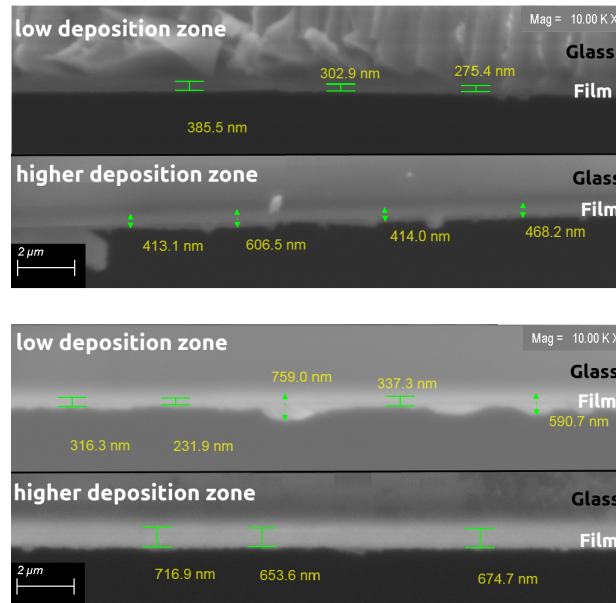 low deposition zone
Mag = 10.00 K X
Glass
302.9 nm
275.4 nm
Film
385.5 nm
higher deposition zone
Glass
Film
413.1 nm
606.5 nm
414.0 nm
468.2 nm
2 µm
low deposition zone
Mag = 10.00 K X
Glass
759.0 nm
337.3 nm
Film
590.7 nm
316.3 nm
231.9 nm
higher deposition zone
Glass
Film
716.9 nm
653.6 nm
674.7 nm
2 µm